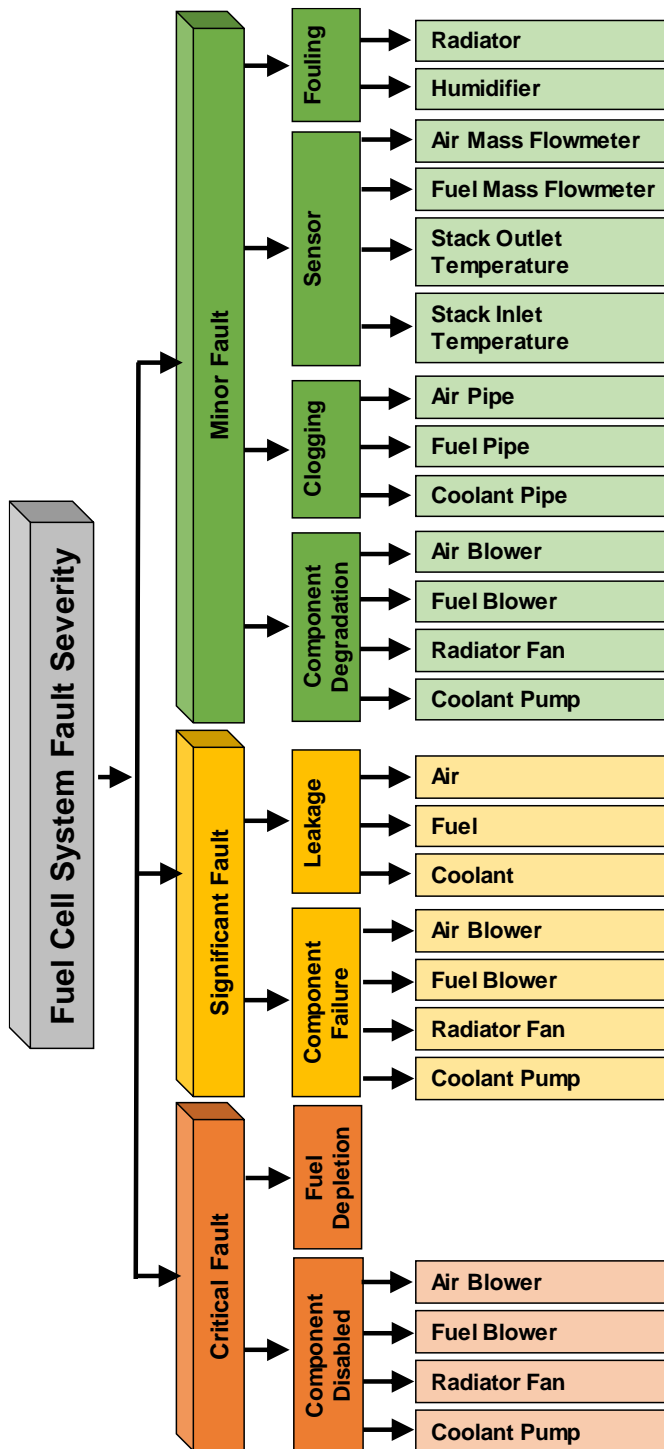 Fuel Cell System Fault Severity
Minor Fault
Fouling
Radiator
Humidifier
Sensor
Air Mass Flowmeter
Fuel Mass Flowmeter
Stack Outlet
Temperature
Stack Inlet
Temperature
Clogging
Air Pipe
Fuel Pipe
Coolant Pipe
Component
Degradation
Air Blower
Fuel Blower
Radiator Fan
Coolant Pump
Significant Fault
Leakage
Air
Fuel
Coolant
Component
Failure
Air Blower
Fuel Blower
Radiator Fan
Coolant Pump
Critical Fault
Fuel
Depletion
Component
Disabled
Air Blower
Fuel Blower
Radiator Fan
Coolant Pump